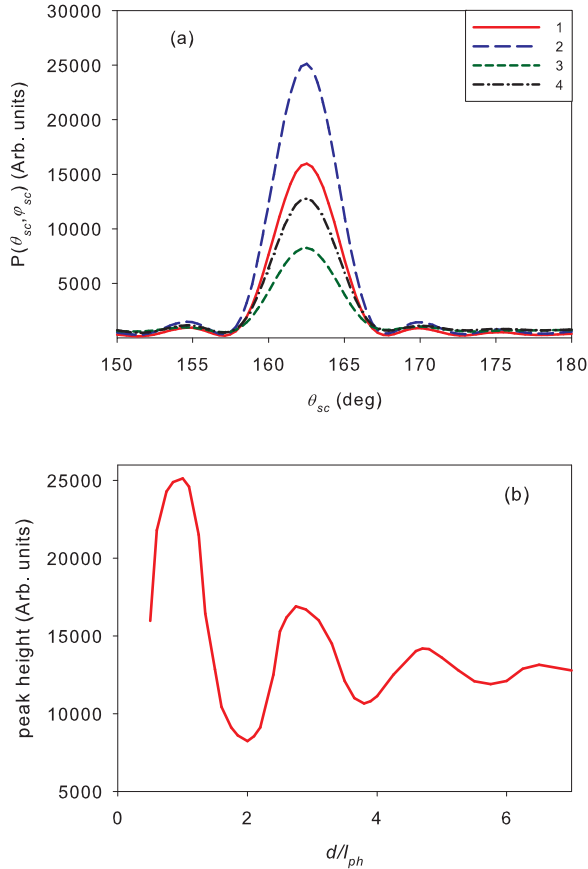 (a)
1
2
3
4
P(θsc,φsc) (Arb. units)
30000
25000
20000
15000
10000
5000
150 155 160 165 170 175 180
θsc (deg)
(b)
peak height (Arb. units)
25000
20000
15000
10000
5000
0 2 4 6
d/lph